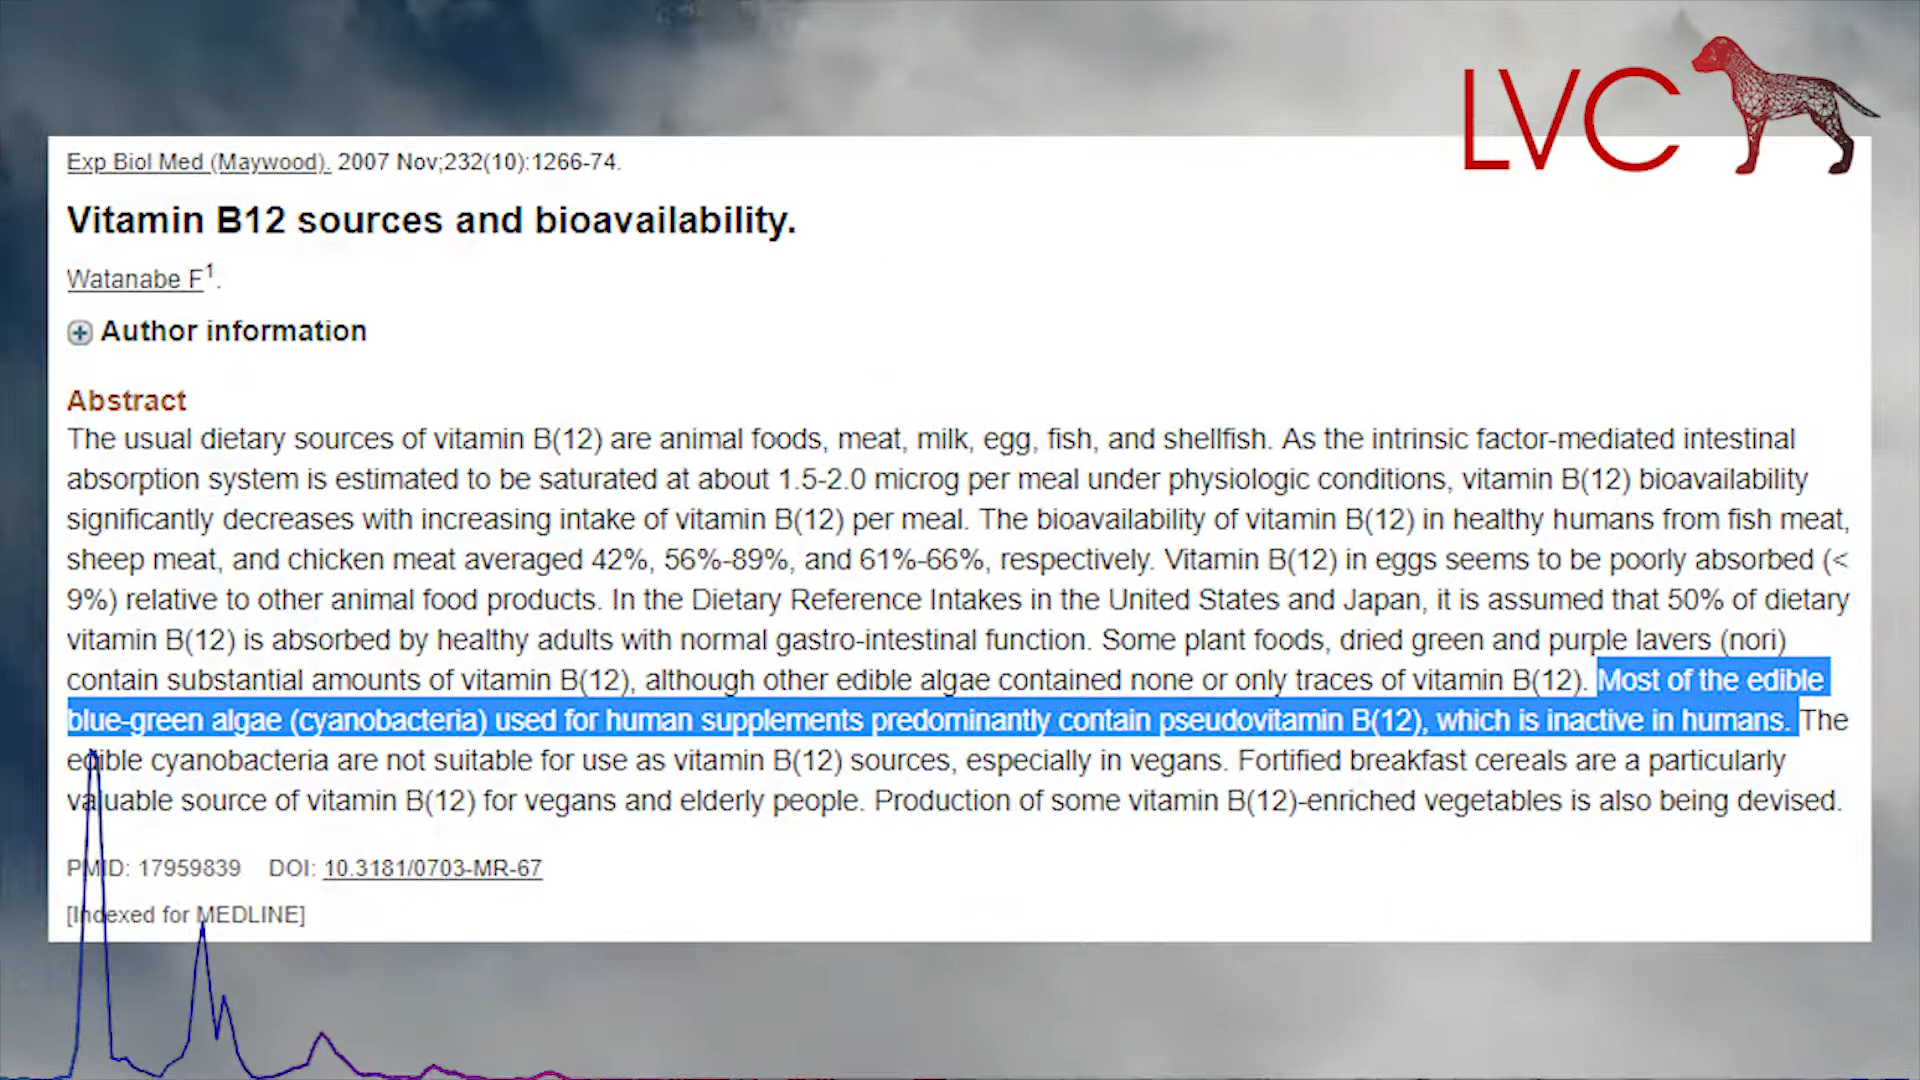 LVC
Exp Biol Med (Maywood). 2007 Nov;232(10):1266-74.
Vitamin B12 sources and bioavailability.
Watanabe F1.
Author information
Abstract
The usual dietary sources of vitamin B(12) are animal foods, meat, milk, egg, fish, and shellfish. As the intrinsic factor-mediated intestinal
absorption system is estimated to be saturated at about 1.5-2.0 microg per meal under physiologic conditions, vitamin B(12) bioavailability
significantly decreases with increasing intake of vitamin B(12) per meal. The bioavailability of vitamin B(12) in healthy humans from fish meat,
sheep meat, and chicken meat averaged 42%, 56%-89%, and 61%-66%, respectively. Vitamin B(12) in eggs seems to be poorly absorbed (<
9%) relative to other animal food products. In the Dietary Reference Intakes in the United States and Japan, it is assumed that 50% of dietary
vitamin B(12) is absorbed by healthy adults with normal gastro-intestinal function. Some plant foods, dried green and purple lavers (nori)
contain substantial amounts of vitamin B(12), although other edible algae contained none or only traces of vitamin B(12). Most of the edible
blue-green algae (cyanobacteria) used for human supplements predominantly contain pseudovitamin B(12), which is inactive in humans. The
edible cyanobacteria are not suitable for use as vitamin B(12) sources, especially in vegans. Fortified breakfast cereals are a particularly
valuable source of vitamin B(12) for vegans and elderly people. Production of some vitamin B(12)-enriched vegetables is also being devised.
PMID: 17959839 DOI: 10.3181/0703-MR-67
[Indexed for MEDLINE]